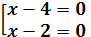 x − 4 = 0
x − 2 = 0